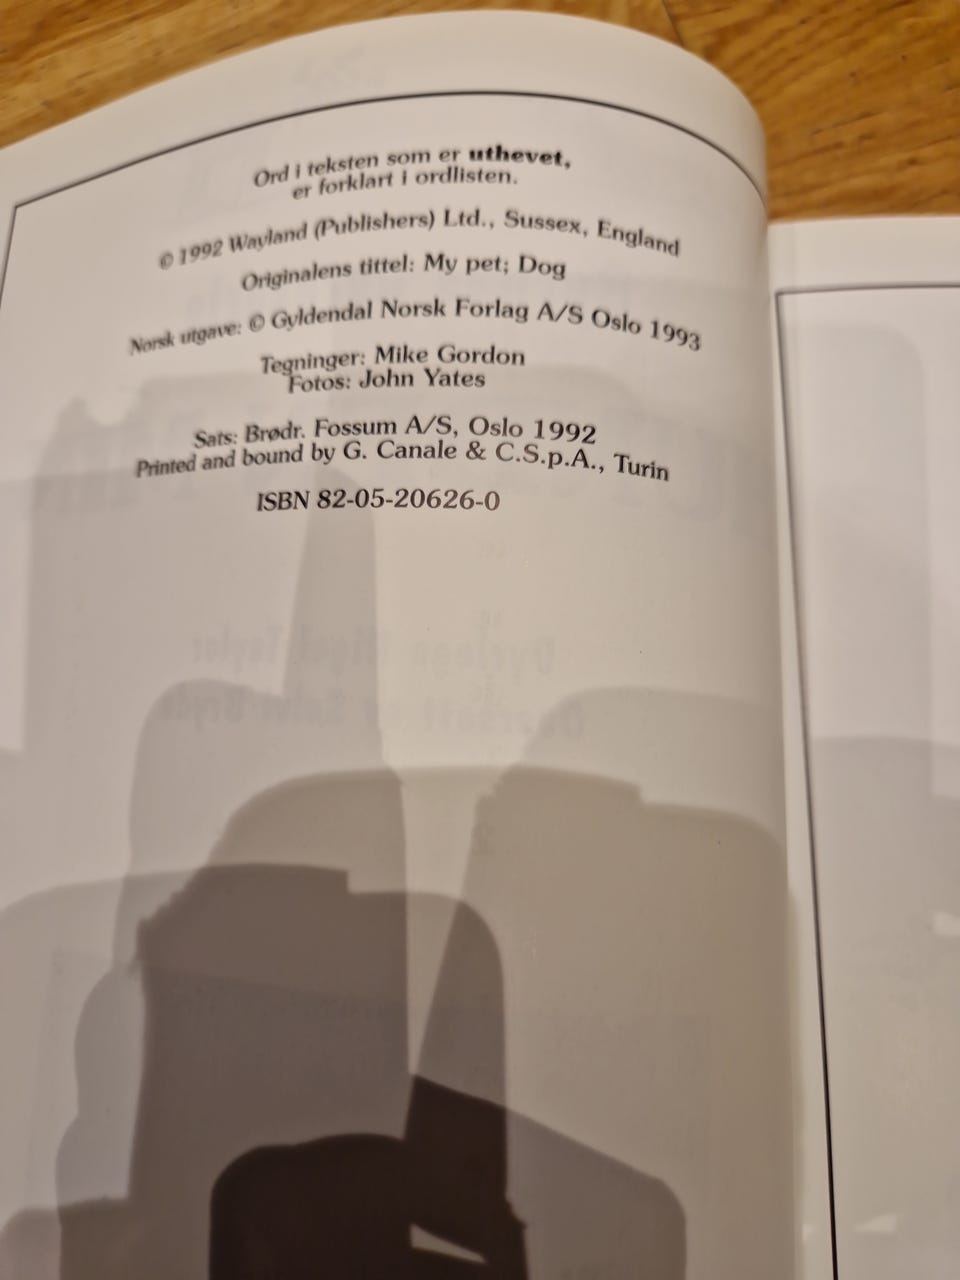 Ord i teksten som er uthevet,
er forklart i ordlisten.
© 1992 Wayland (Publishers) Ltd., Sussex, England
Originalens tittel: My pet; Dog
Norsk utgave: © Gyldendal Norsk Forlag A/S Oslo 1993
Tegninger: Mike Gordon
Fotos: John Yates
Sats: Brødr. Fossum A/S, Oslo 1992
Printed and bound by G. Canale & C.S.p.A., Turin
ISBN 82-05-20626-0